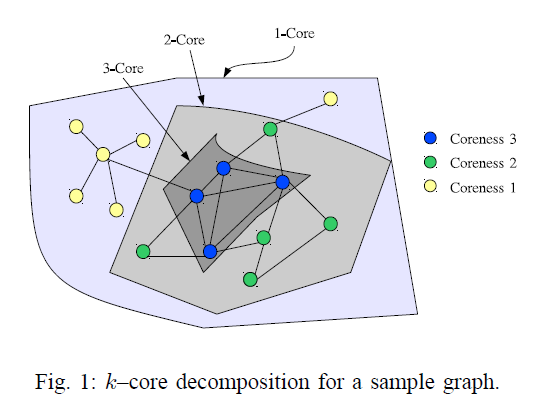 1-Core
2-Core
3-Core
Coreness 3
Coreness 2
Coreness 1
Fig. 1: k–core decomposition for a sample graph.